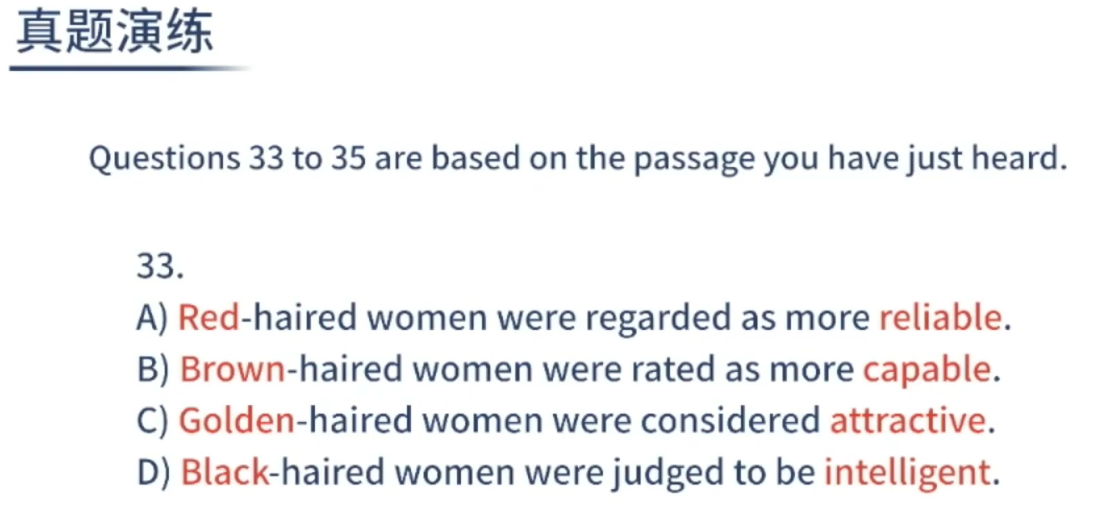 真题演练
Questions 33 to 35 are based on the passage you have just heard.
33.
A) Red-haired women were regarded as more reliable.
B) Brown-haired women were rated as more capable.
C) Golden-haired women were considered attractive.
D) Black-haired women were judged to be intelligent.